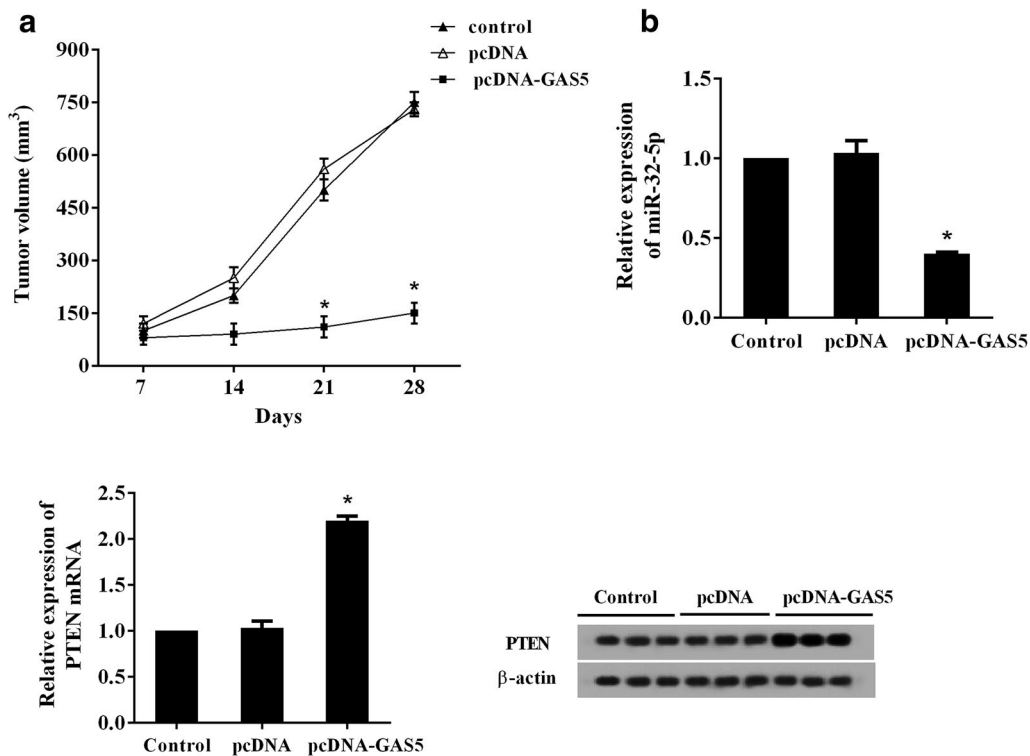 a
control
pcDNA
pcDNA-GAS5
Tumor volume (mm³)
900
750
600
450
300
150
0
*
*
7
14
21
28
Days
b
Relative expression
of miR-32-5p
1.5
1.0
0.5
0.0
*
Control
pcDNA
pcDNA-GAS5
Relative expression of
PTEN mRNA
2.5
2.0
1.5
1.0
0.5
0.0
*
Control
pcDNA
pcDNA-GAS5
Control
pcDNA
pcDNA-GAS5
PTEN
β-actin